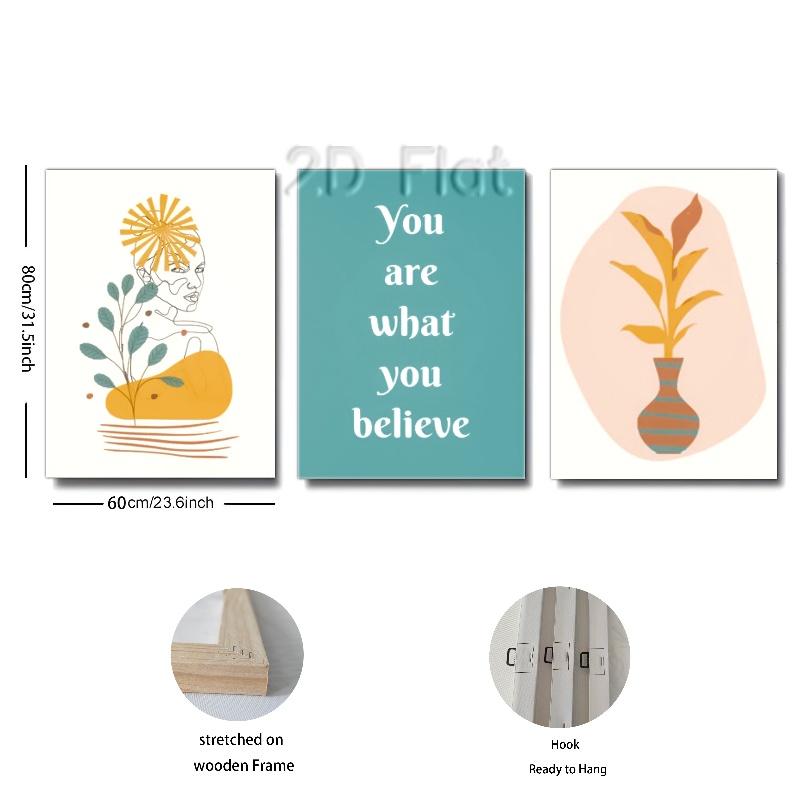 2D Flat
You
are
what
you
believe
80cm/31.5inch
60cm/23.6inch
stretched on
wooden Frame
Hook
Ready to Hang